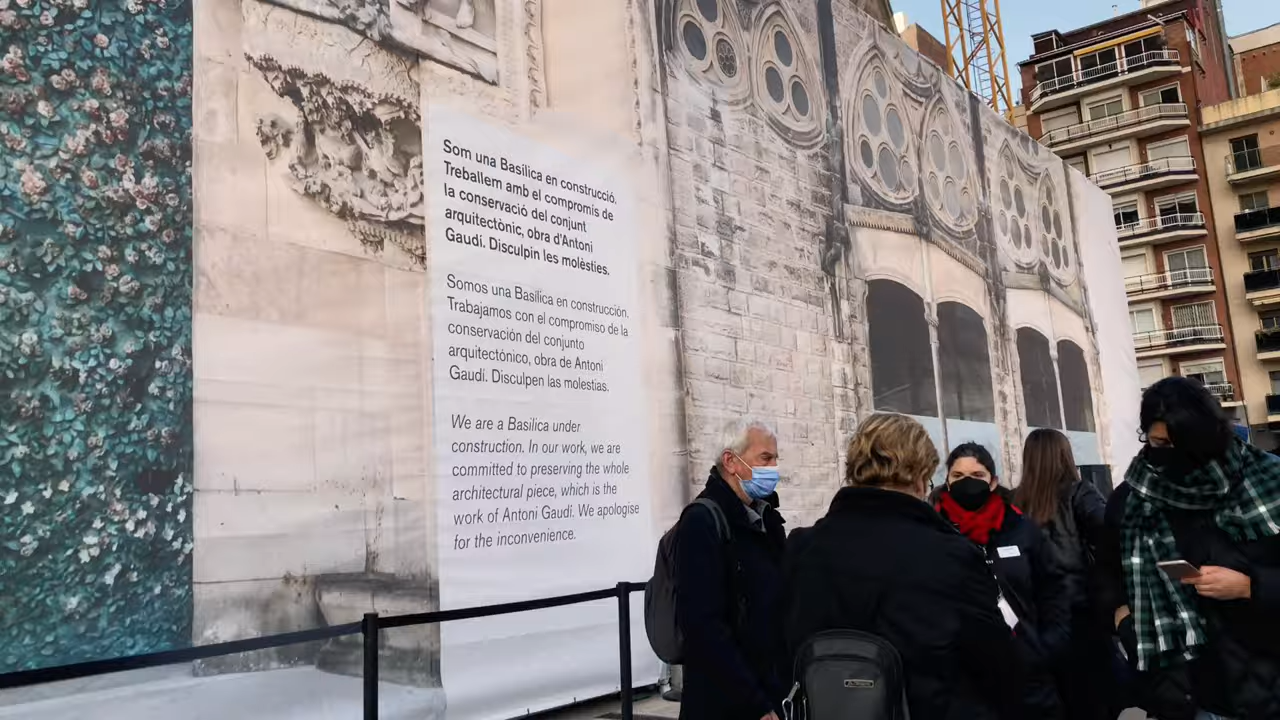 Som una Basílica en construcció.
Treballem amb el compromís de
la conservació del conjunt
arquitectònic, obra d'Antoni
Gaudí. Disculpin les molèsties.
Somos una Basílica en construcción.
Trabajamos con el compromiso de la
conservación del conjunto
arquitectónico, obra de Antoni
Gaudí. Disculpen las molestias.
We are a Basilica under
construction. In our work, we are
committed to preserving the whole
architectural piece, which is the
work of Antoni Gaudí. We apologise
for the inconvenience.